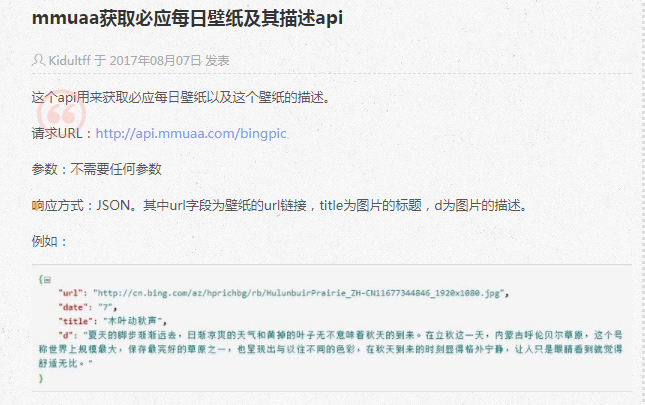 mmuaa获取必应每日壁纸及其描述api
Kidultff 于 2017年08月07日 发表
这个api用来获取必应每日壁纸以及这个壁纸的描述。
请求URL：http://api.mmuaa.com/bingpic
参数：不需要任何参数
响应方式：JSON。其中url字段为壁纸的url链接，title为图片的标题，d为图片的描述。
例如：
{
"url": "http://cn.bing.com/az/hprichbg/rb/HulunbuirPrairie_ZH-CN11677344846_1920x1080.jpg",
"date": "7",
"title": "木叶动秋声",
"d": "夏天的脚步渐渐远去，日渐凉爽的天气和黄掉的叶子无不意味着秋天的到来。在立秋这一天，内蒙古呼伦贝尔草原，这个号
称世界上规模最大，保存最完好的草原之一，也呈现出与以往不同的色彩，在秋天到来的时刻显得格外宁静，让人只是眼睛看到就觉得
舒适无比。"
}